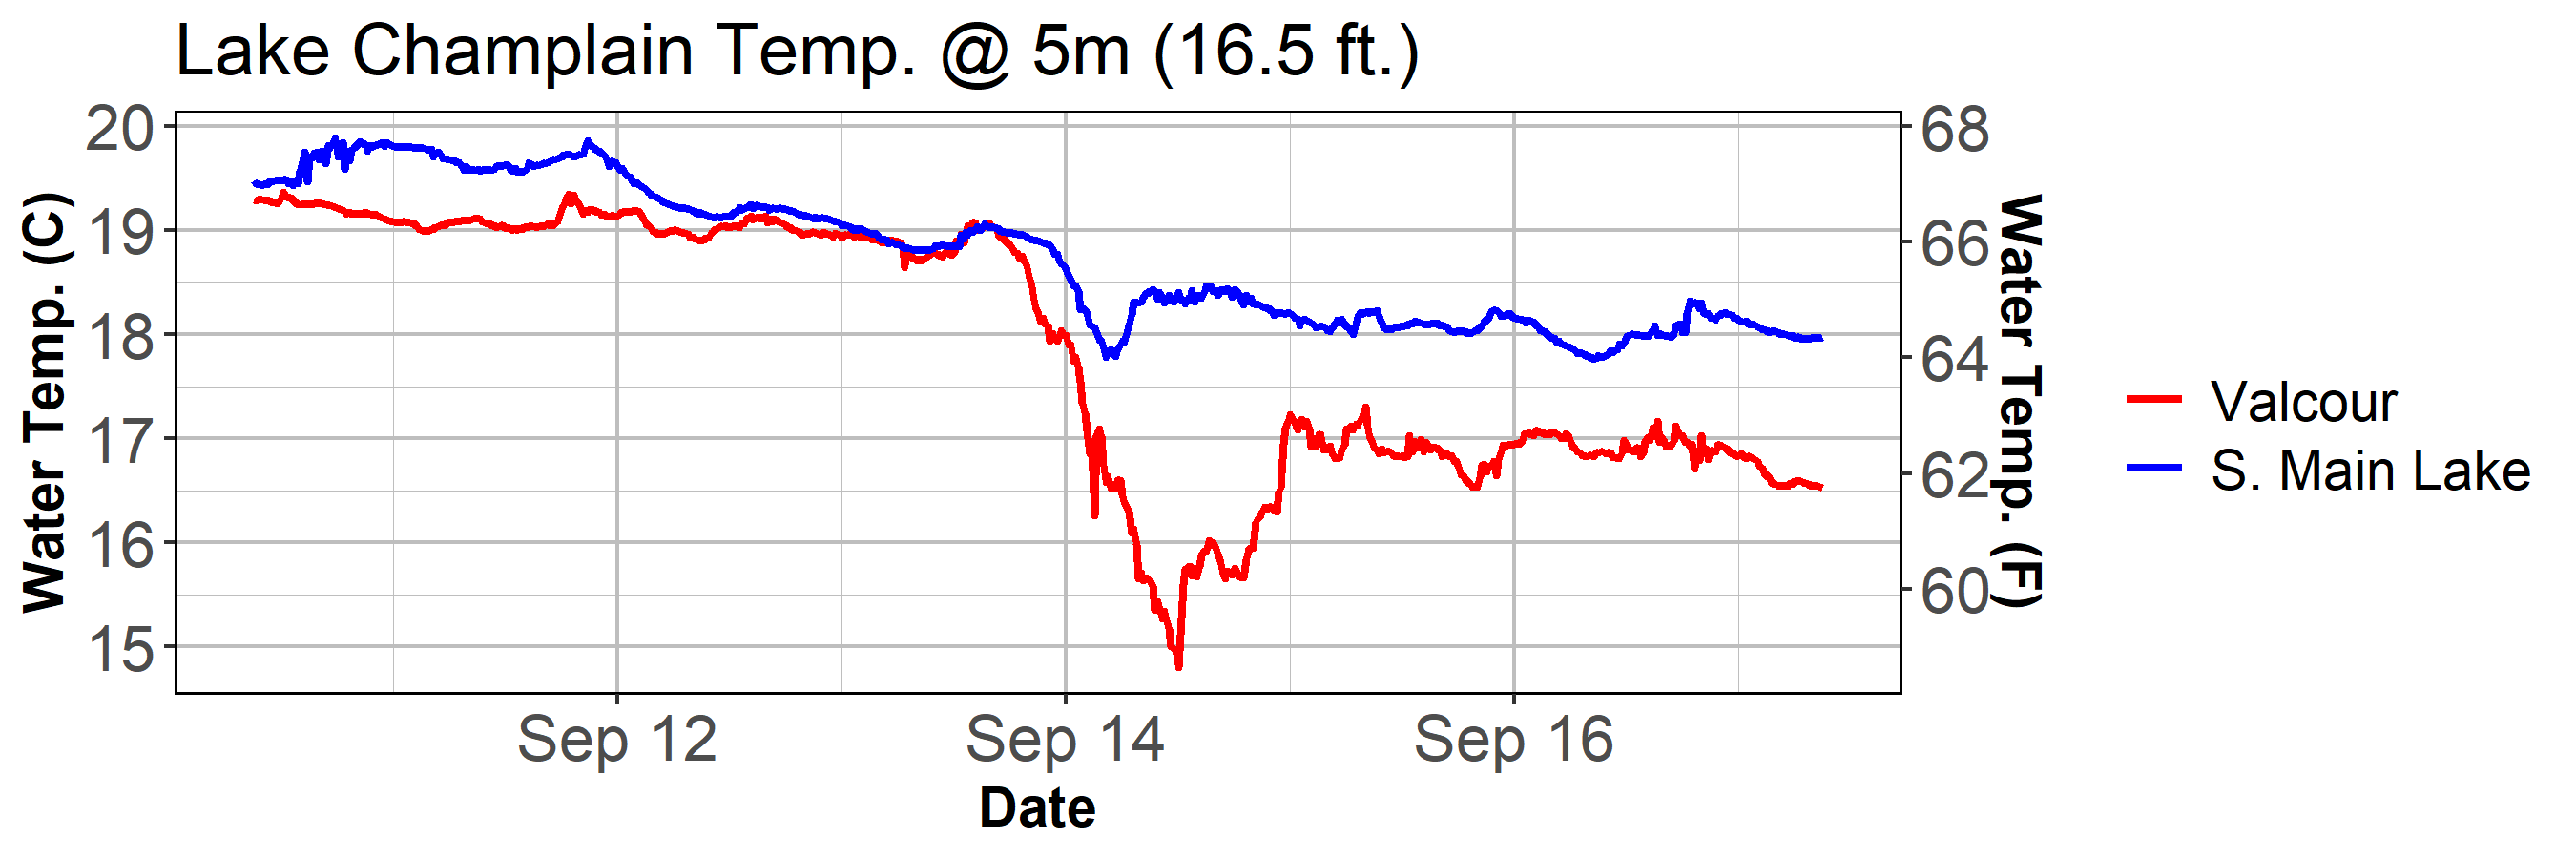 Lake Champlain Temp. @ 5m (16.5 ft.)
Water Temp. (C)
20
19
18
17
16
15
68
66
64
62
60
Water Temp. (F)
Sep 12
Sep 14
Sep 16
Date
Valcour
S. Main Lake